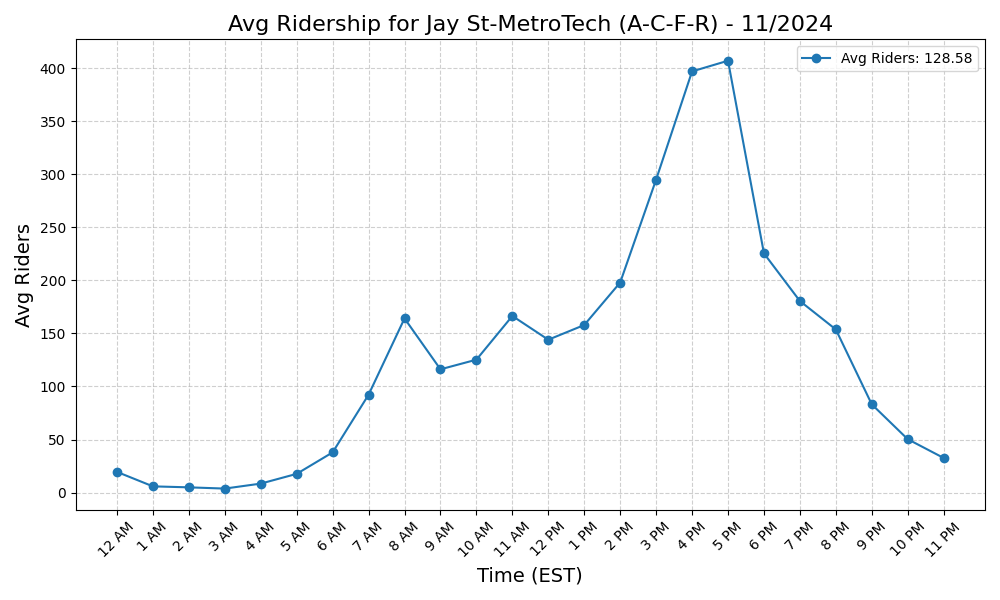 Avg Ridership for Jay St-MetroTech (A-C-F-R) - 11/2024
Avg Riders: 128.58
Avg Riders
400
350
300
250
200
150
100
50
0
12 AM
1 AM
2 AM
3 AM
4 AM
5 AM
6 AM
7 AM
8 AM
9 AM
10 AM
11 AM
12 PM
1 PM
2 PM
3 PM
4 PM
5 PM
6 PM
7 PM
8 PM
9 PM
10 PM
11 PM
Time (EST)